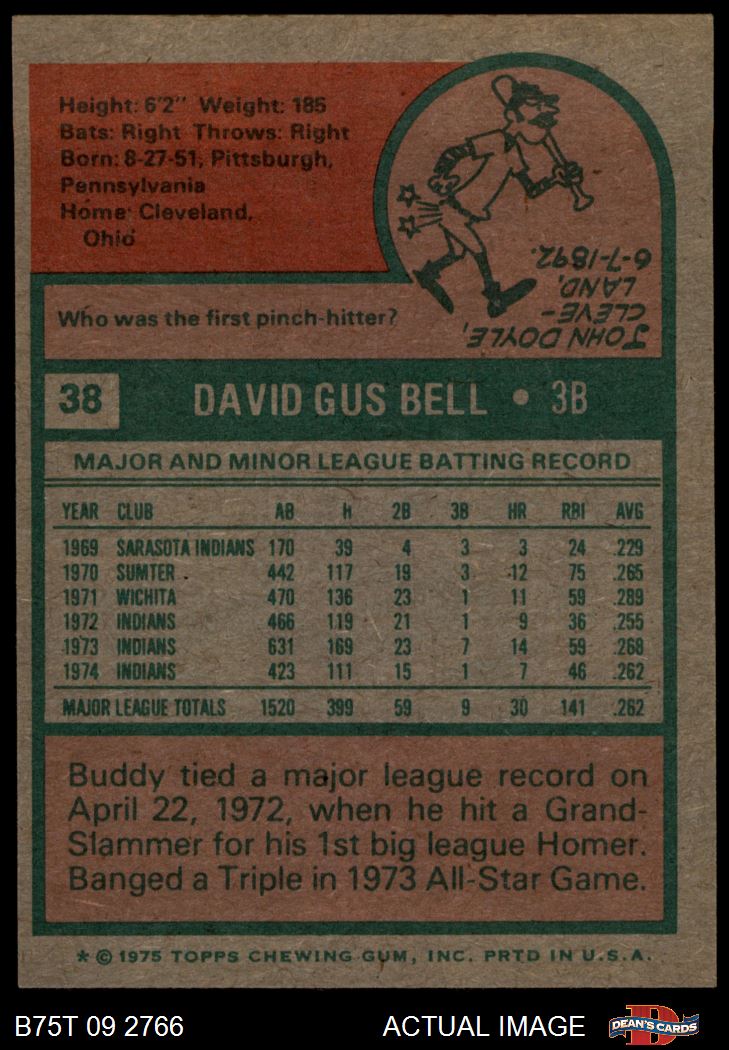 Height: 6'2" Weight: 185
Bats: Right Throws: Right
Born: 8-27-51, Pittsburgh,
Pennsylvania
Home: Cleveland,
Ohio
Who was the first pinch-hitter?
JOHN DOYLE,
CLEVE-
LAND,
6-7-1892.
38 DAVID GUS BELL • 3B
MAJOR AND MINOR LEAGUE BATTING RECORD
YEAR CLUB AB H 2B 3B HR RBI AVG
1969 SARASOTA INDIANS 170 39 4 3 3 24 .229
1970 SUMTER 442 117 19 3 12 75 .265
1971 WICHITA 470 136 23 1 11 59 .289
1972 INDIANS 466 119 21 1 9 36 .255
1973 INDIANS 631 169 23 7 14 59 .268
1974 INDIANS 423 111 15 1 7 46 .262
MAJOR LEAGUE TOTALS 1520 399 59 9 30 141 .262
Buddy tied a major league record on
April 22, 1972, when he hit a Grand-
Slammer for his 1st big league Homer.
Banged a Triple in 1973 All-Star Game.
* © 1975 TOPPS CHEWING GUM, INC. PRTD IN U.S.A.
B75T 09 2766 ACTUAL IMAGE DEAN'S CARDS